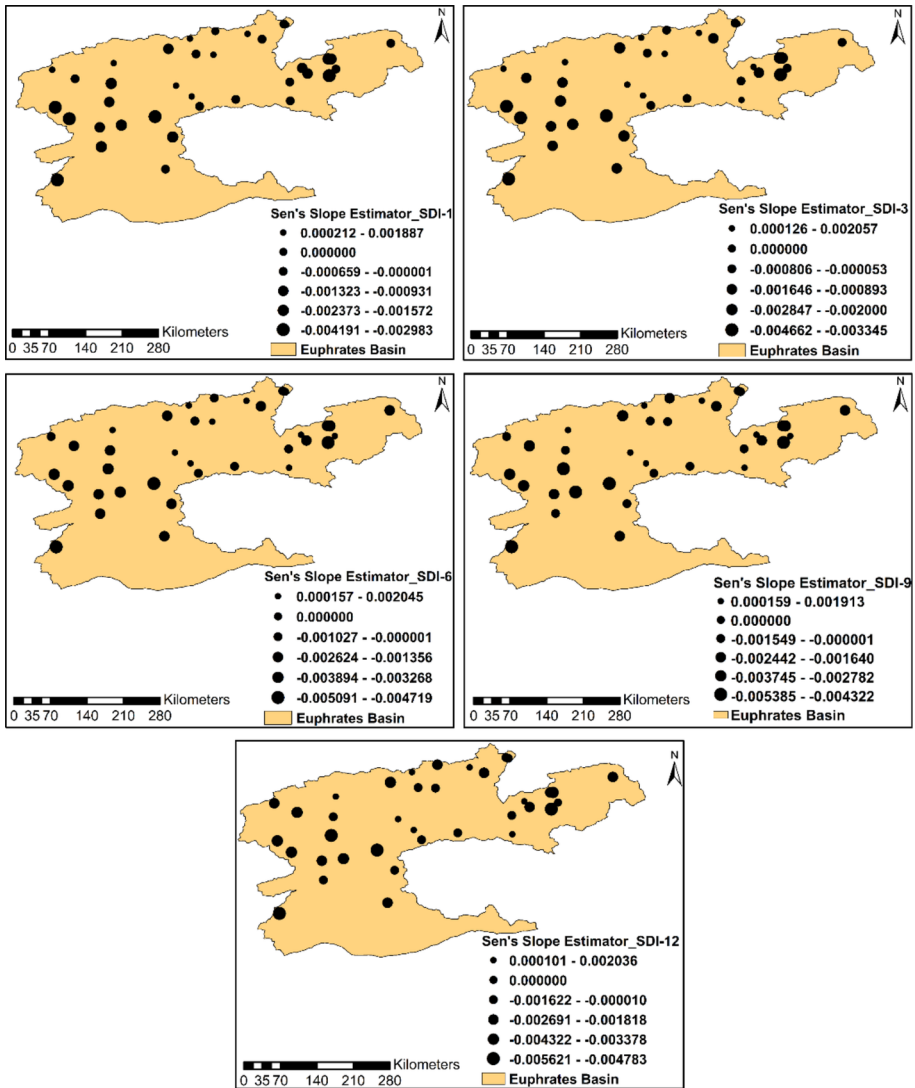 N
Sen's Slope Estimator_SDI-1
0.000212 - 0.001887
0.000000
-0.000659 - -0.000001
-0.001323 - -0.000931
-0.002373 - -0.001572
-0.004191 - -0.002983
Euphrates Basin
Kilometers
0 35 70 140 210 280
N
Sen's Slope Estimator_SDI-3
0.000126 - 0.002057
0.000000
-0.000806 - -0.000053
-0.001646 - -0.000893
-0.002847 - -0.002000
-0.004662 - -0.003345
Euphrates Basin
Kilometers
0 35 70 140 210 280
N
Sen's Slope Estimator_SDI-6
0.000157 - 0.002045
0.000000
-0.001027 - -0.000001
-0.002624 - -0.001356
-0.003894 - -0.003268
-0.005091 - -0.004719
Euphrates Basin
Kilometers
0 35 70 140 210 280
N
Sen's Slope Estimator_SDI-9
0.000159 - 0.001913
0.000000
-0.001549 - -0.000001
-0.002442 - -0.001640
-0.003745 - -0.002782
-0.005385 - -0.004322
Euphrates Basin
Kilometers
0 35 70 140 210 280
N
Sen's Slope Estimator_SDI-12
0.000101 - 0.002036
0.000000
-0.001622 - -0.000010
-0.002691 - -0.001818
-0.004322 - -0.003378
-0.005621 - -0.004783
Euphrates Basin
Kilometers
0 35 70 140 210 280